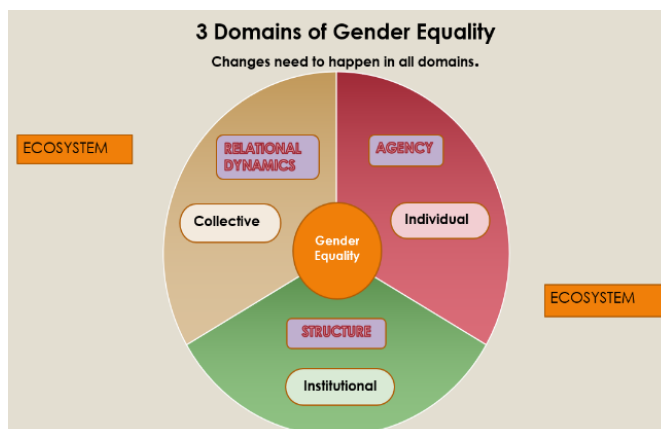 3 Domains of Gender Equality
Changes need to happen in all domains.
ECOSYSTEM
RELATIONAL
DYNAMICS
AGENCY
Collective
Individual
Gender
Equality
ECOSYSTEM
STRUCTURE
Institutional